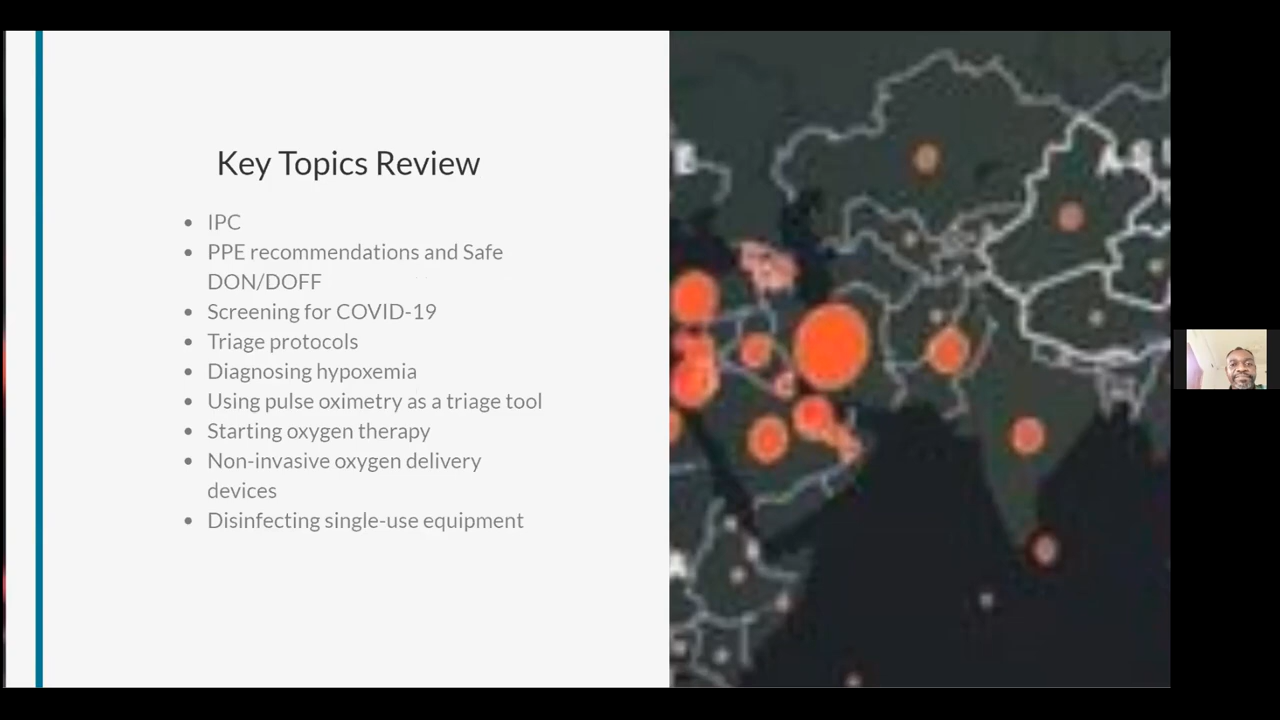 Key Topics Review
• IPC
• PPE recommendations and Safe
DON/DOFF
• Screening for COVID-19
• Triage protocols
• Diagnosing hypoxemia
• Using pulse oximetry as a triage tool
• Starting oxygen therapy
• Non-invasive oxygen delivery
devices
• Disinfecting single-use equipment